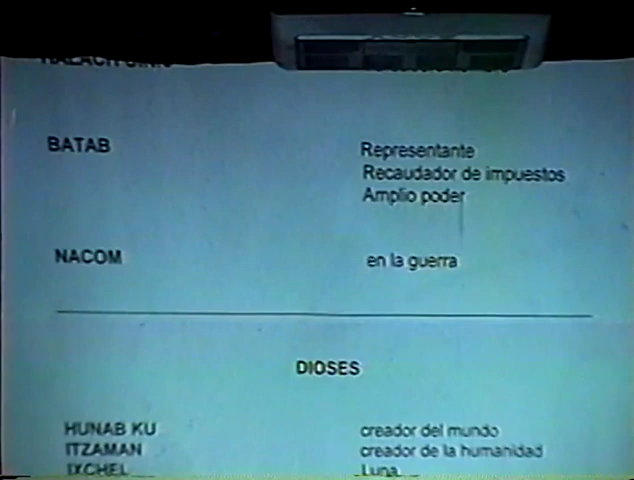 BATAB Representante
Recaudador de impuestos
Amplio poder
NACOM en la guerra
DIOSES
HUNAB KU creador del mundo
ITZAMAN creador de la humanidad
IXCHEL Luna